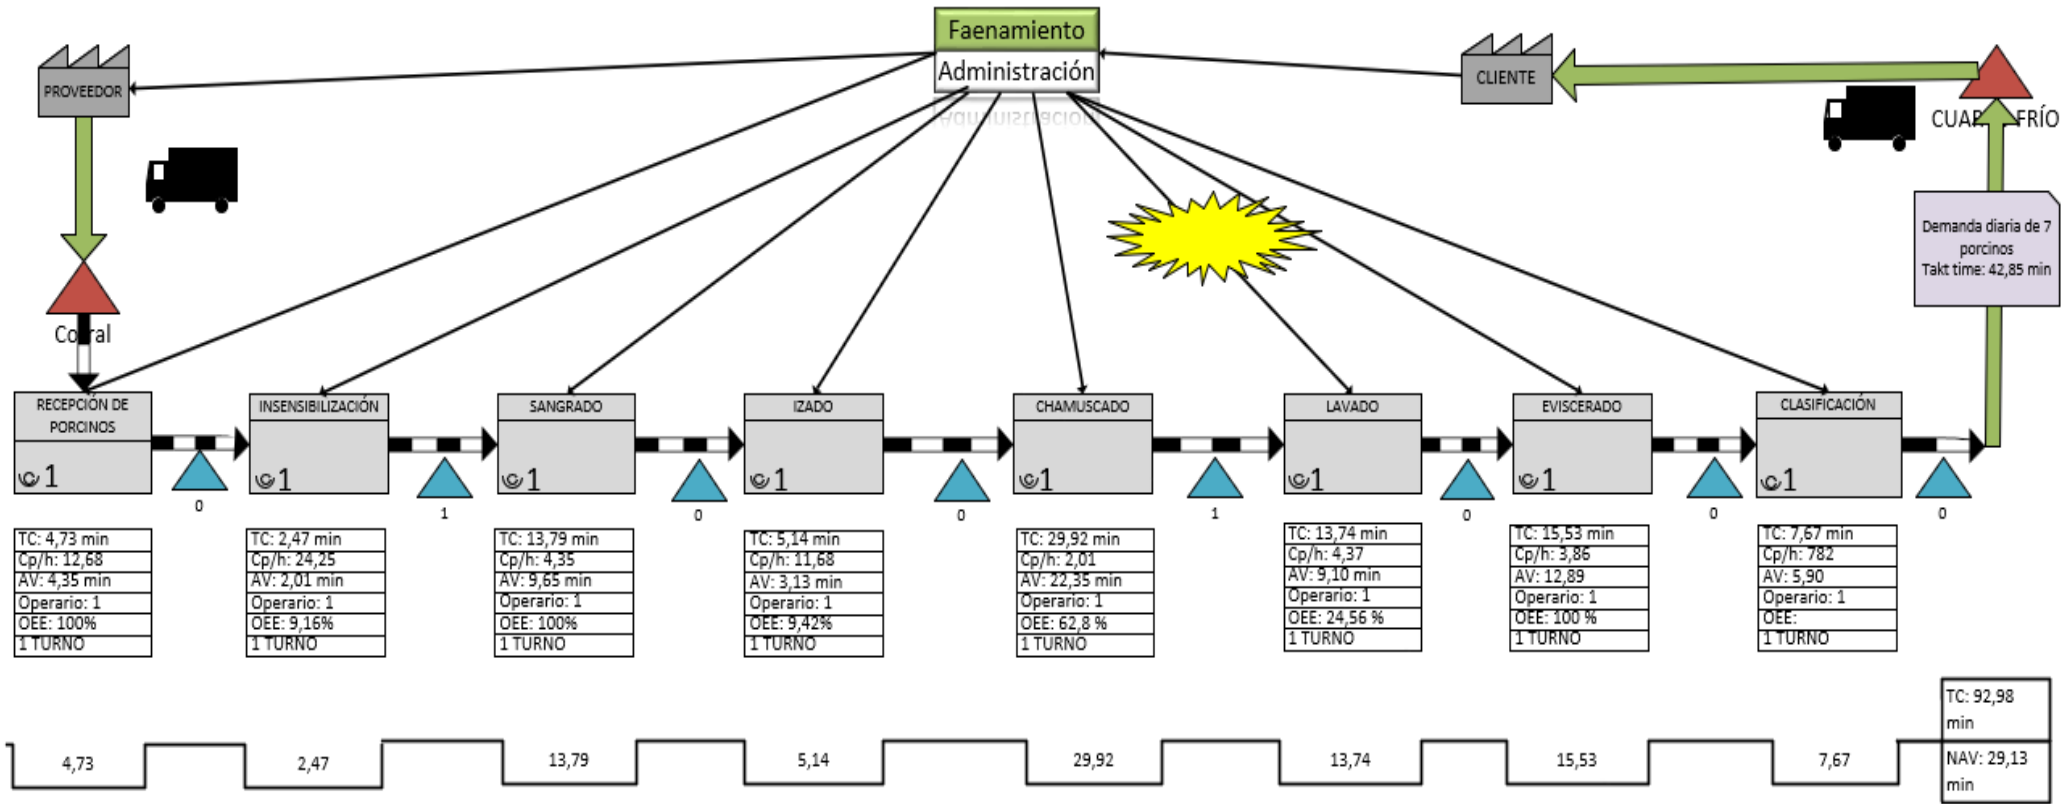 Faenamiento
Administración
PROVEEDOR
CLIENTE
FRÍO
Demanda diaria de 7
porcinos
Takt time: 42,85 min
RECEPCIÓN DE
PORCINOS
1
INSENSIBILIZACIÓN
1
SANGRADO
1
IZADO
1
CHAMUSCADO
1
LAVADO
1
EVISCERADO
1
CLASIFICACIÓN
1
0
1
0
0
1
0
0
0
TC: 4,73 min
Cp/h: 12,68
AV: 4,35 min
Operario: 1
OEE: 100%
1 TURNO
TC: 2,47 min
Cp/h: 24,25
AV: 2,01 min
Operario: 1
OEE: 9,16%
1 TURNO
TC: 13,79 min
Cp/h: 4,35
AV: 9,65 min
Operario: 1
OEE: 100%
1 TURNO
TC: 5,14 min
Cp/h: 11,68
AV: 3,13 min
Operario: 1
OEE: 9,42%
1 TURNO
TC: 29,92 min
Cp/h: 2,01
AV: 22,35 min
Operario: 1
OEE: 62,8 %
1 TURNO
TC: 13,74 min
Cp/h: 4,37
AV: 9,10 min
Operario: 1
OEE: 24,56 %
1 TURNO
TC: 15,53 min
Cp/h: 3,86
AV: 12,89
Operario: 1
OEE: 100 %
1 TURNO
TC: 7,67 min
Cp/h: 782
AV: 5,90
Operario: 1
OEE:
1 TURNO
4,73
2,47
13,79
5,14
29,92
13,74
15,53
7,67
TC: 92,98
min
NAV: 29,13
min